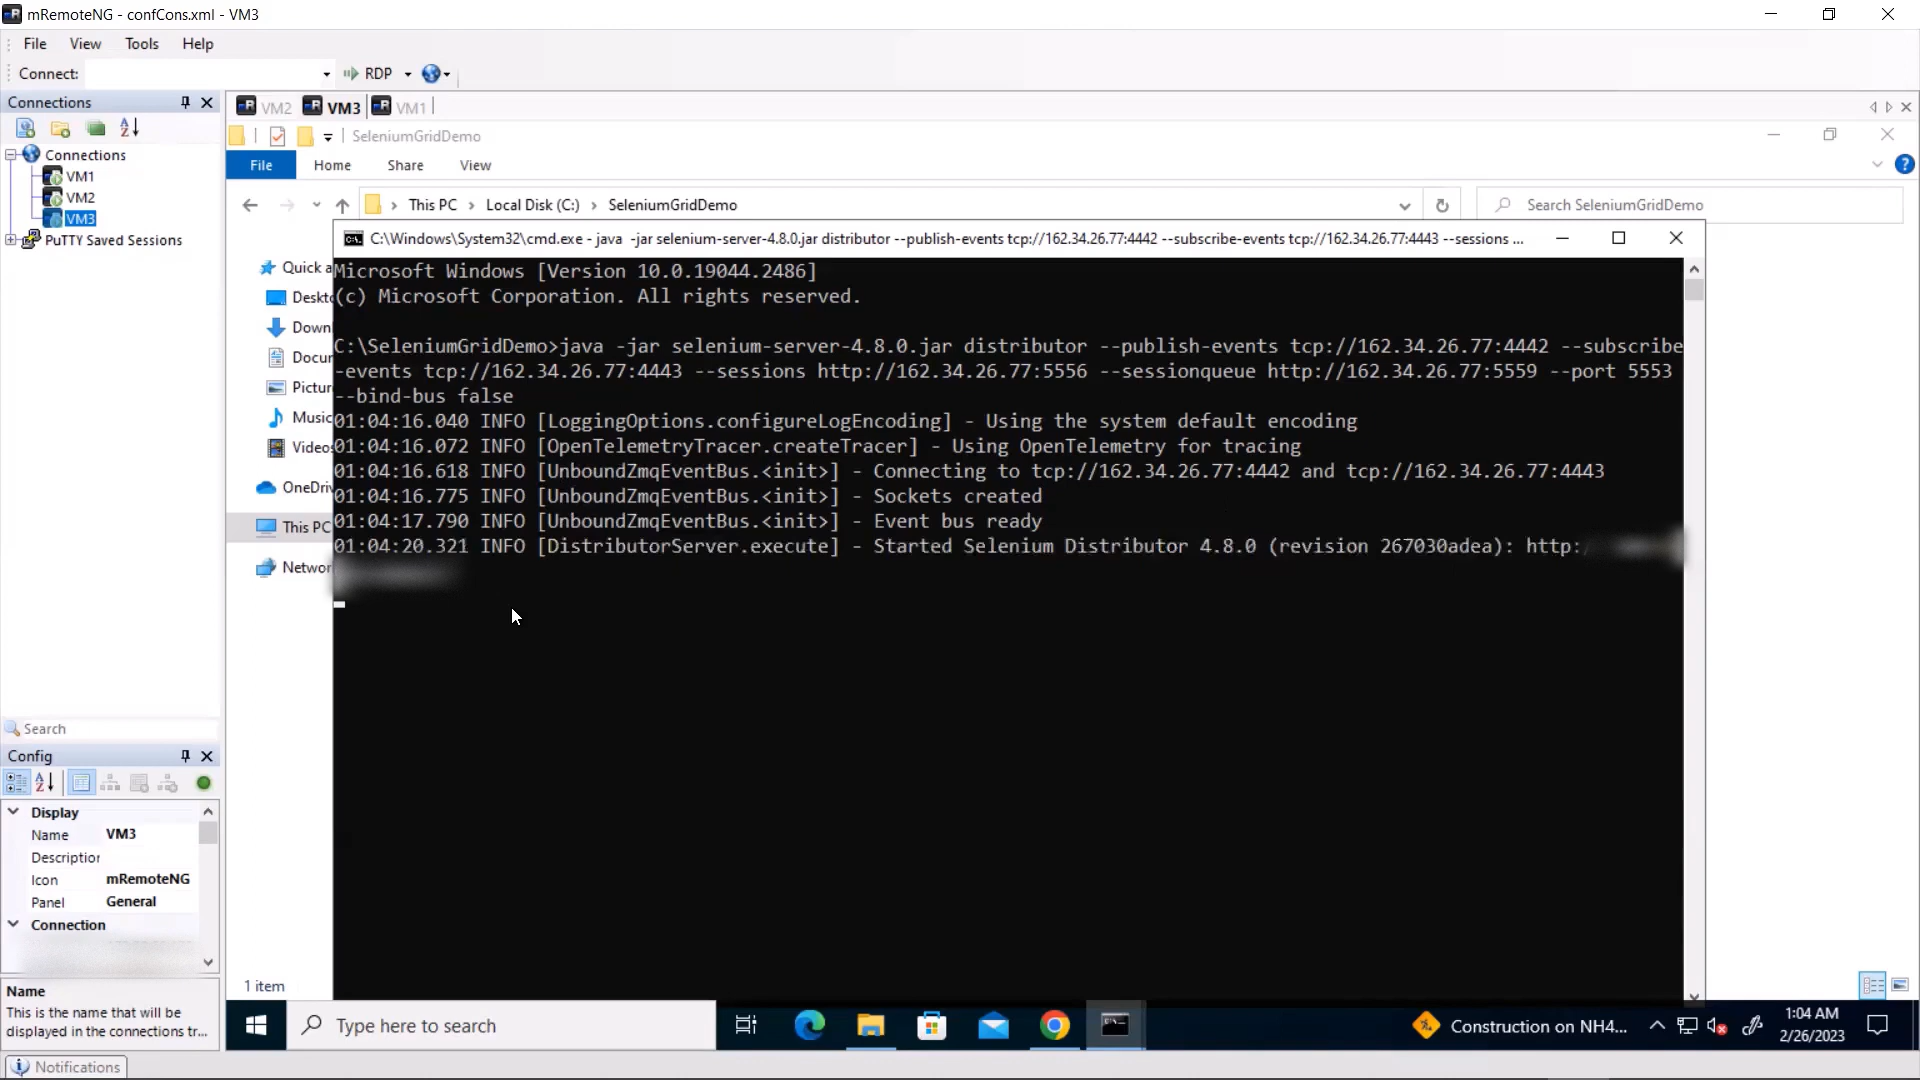 mRemoteNG - confCons.xml - VM3
File View Tools Help
Connect: RDP
Connections
VM2 VM3 VM1
SeleniumGridDemo
Connections
VM1
VM2
VM3
PuTTY Saved Sessions
File Home Share View
This PC Local Disk (C:) SeleniumGridDemo
Search SeleniumGridDemo
C:\Windows\System32\cmd.exe - java -jar selenium-server-4.8.0.jar distributor --publish-events tcp://162.34.26.77:4442 --subscribe-events tcp://162.34.26.77:4443 --sessions ...
Quick a
Deskto
Downl
Docur
Picture
Music
Videos
OneDriv
This PC
Networ
Microsoft Windows [Version 10.0.19044.2486]
(c) Microsoft Corporation. All rights reserved.
C:\SeleniumGridDemo>java -jar selenium-server-4.8.0.jar distributor --publish-events tcp://162.34.26.77:4442 --subscribe
-events tcp://162.34.26.77:4443 --sessions http://162.34.26.77:5556 --sessionqueue http://162.34.26.77:5559 --port 5553
--bind-bus false
01:04:16.040 INFO [LoggingOptions.configureLogEncoding] - Using the system default encoding
01:04:16.072 INFO [OpenTelemetryTracer.createTracer] - Using OpenTelemetry for tracing
01:04:16.618 INFO [UnboundZmqEventBus.<init>] - Connecting to tcp://162.34.26.77:4442 and tcp://162.34.26.77:4443
01:04:16.775 INFO [UnboundZmqEventBus.<init>] - Sockets created
01:04:17.790 INFO [UnboundZmqEventBus.<init>] - Event bus ready
01:04:20.321 INFO [DistributorServer.execute] - Started Selenium Distributor 4.8.0 (revision 267030adea): http:
Search
Config
Display
Name VM3
Description
Icon mRemoteNG
Panel General
Connection
Name
This is the name that will be
displayed in the connections tr...
1 item
Type here to search
Construction on NH4...
1:04 AM
2/26/2023
Notifications